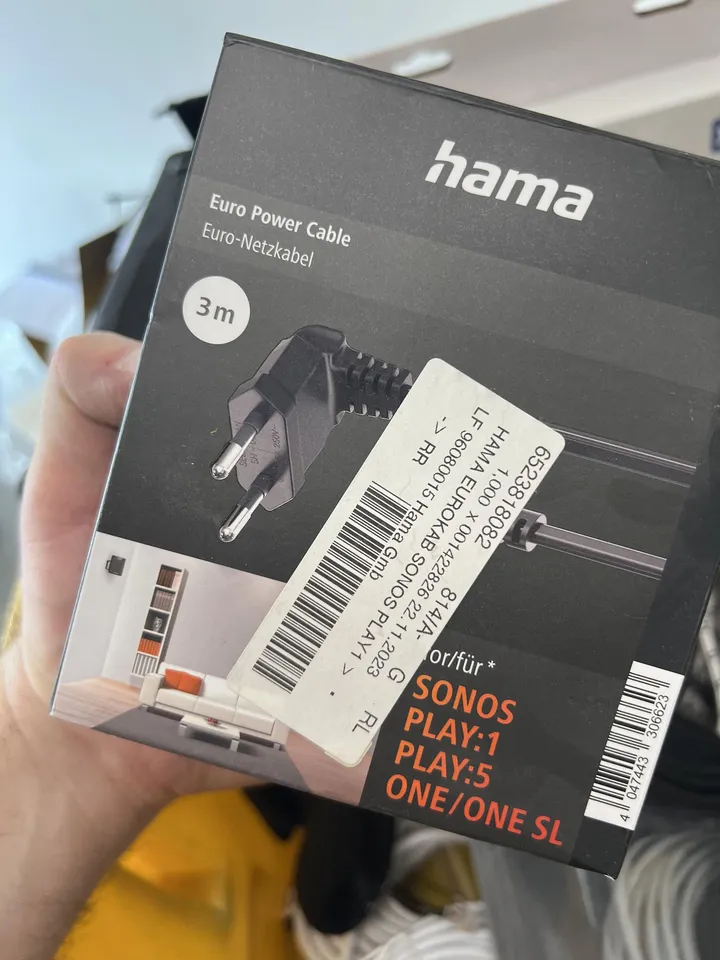 hama
Euro Power Cable
Euro-Netzkabel
3m
6523818082 814/A- G RL
1,000 x 001422826 22.11.2023
HAMA EUROKAB SONOS PLAY1 >
LF 96080015 Hama Gmb
-> RR
or/für *
SONOS
PLAY:1
PLAY:5
ONE/ONE SL
4 047443 306623